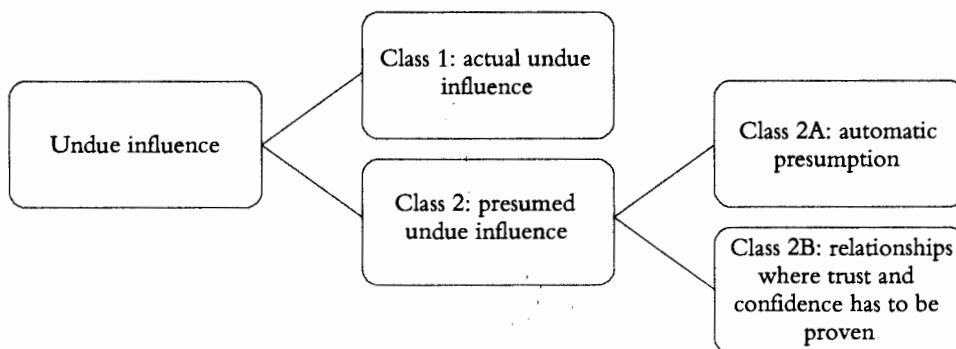 Undue influence
Class 1: actual undue
influence
Class 2: presumed
undue influence
Class 2A: automatic
presumption
Class 2B: relationships
where trust and
confidence has to be
proven